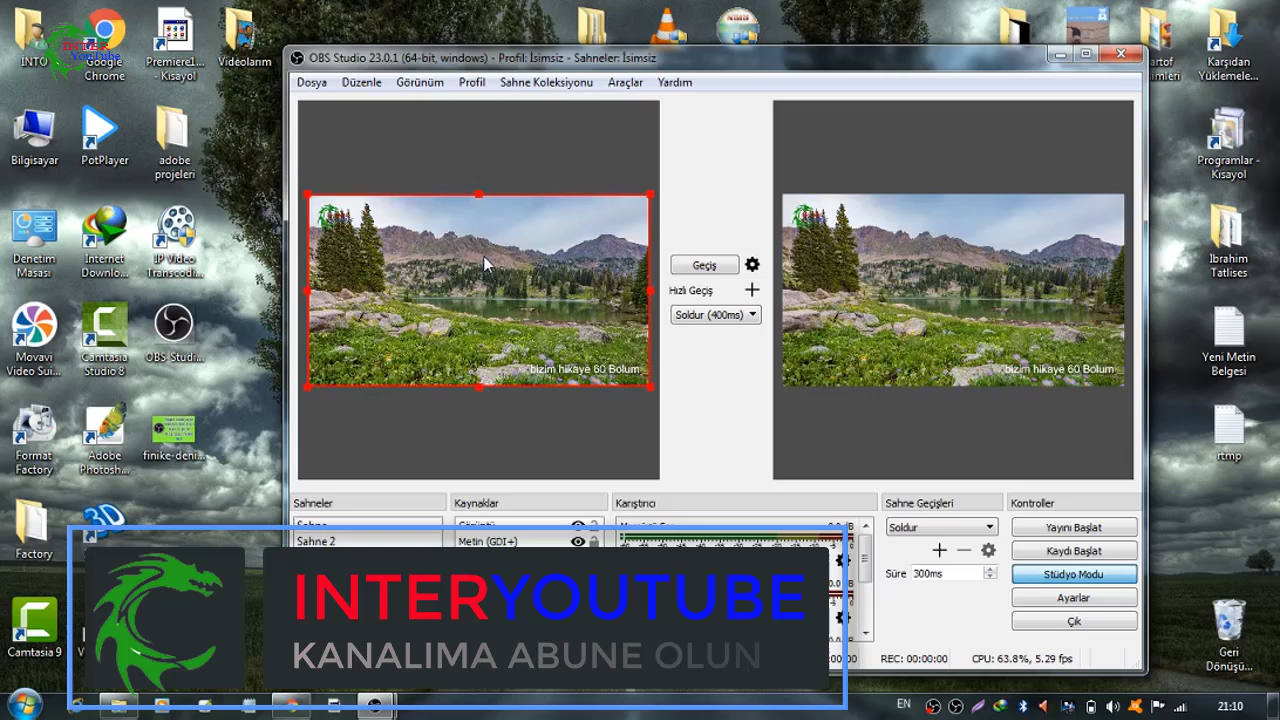 INTER
YouTube
INTO
Google
Chrome
Premiere1...
- Kısayol
Videolarım
Karşıdan
Yüklemele...
Bilgisayar
PotPlayer
adobe
projeleri
Programlar -
Kısayol
Denetim
Masası
Internet
Downlo...
IP Video
Transcodi...
Ibrahim
Tatlises
Movavi
Video Sui...
Camtasia
Studio 8
OBS Studi...
Yeni Metin
Belgesi
Format
Factory
Adobe
Photosh...
finike-deni...
rtmp
Factory
Camtasia 9
Geri
Dönüşü...
OBS Studio 23.0.1 (64-bit, windows) - Profil: İsimsiz - Sahneler: İsimsiz
Dosya Düzenle Görünüm Profil Sahne Koleksiyonu Araçlar Yardım
bizim hikaye 60 Bolum
Geçiş
Hızlı Geçiş
Soldur (400ms)
bizim hikaye 60 Bolum
Sahneler
Sahne
Sahne 2
Kaynaklar
Görüntü
Metin (GDI+)
Karıştırıcı
Sahne Geçişleri
Soldur
Süre 300ms
Kontroller
Yayını Başlat
Kaydı Başlat
Stüdyo Modu
Ayarlar
Çık
REC: 00:00:00 CPU: 63.8%, 5.29 fps
INTERYOUTUBE
KANALIMA ABUNE OLUN
EN
21:10